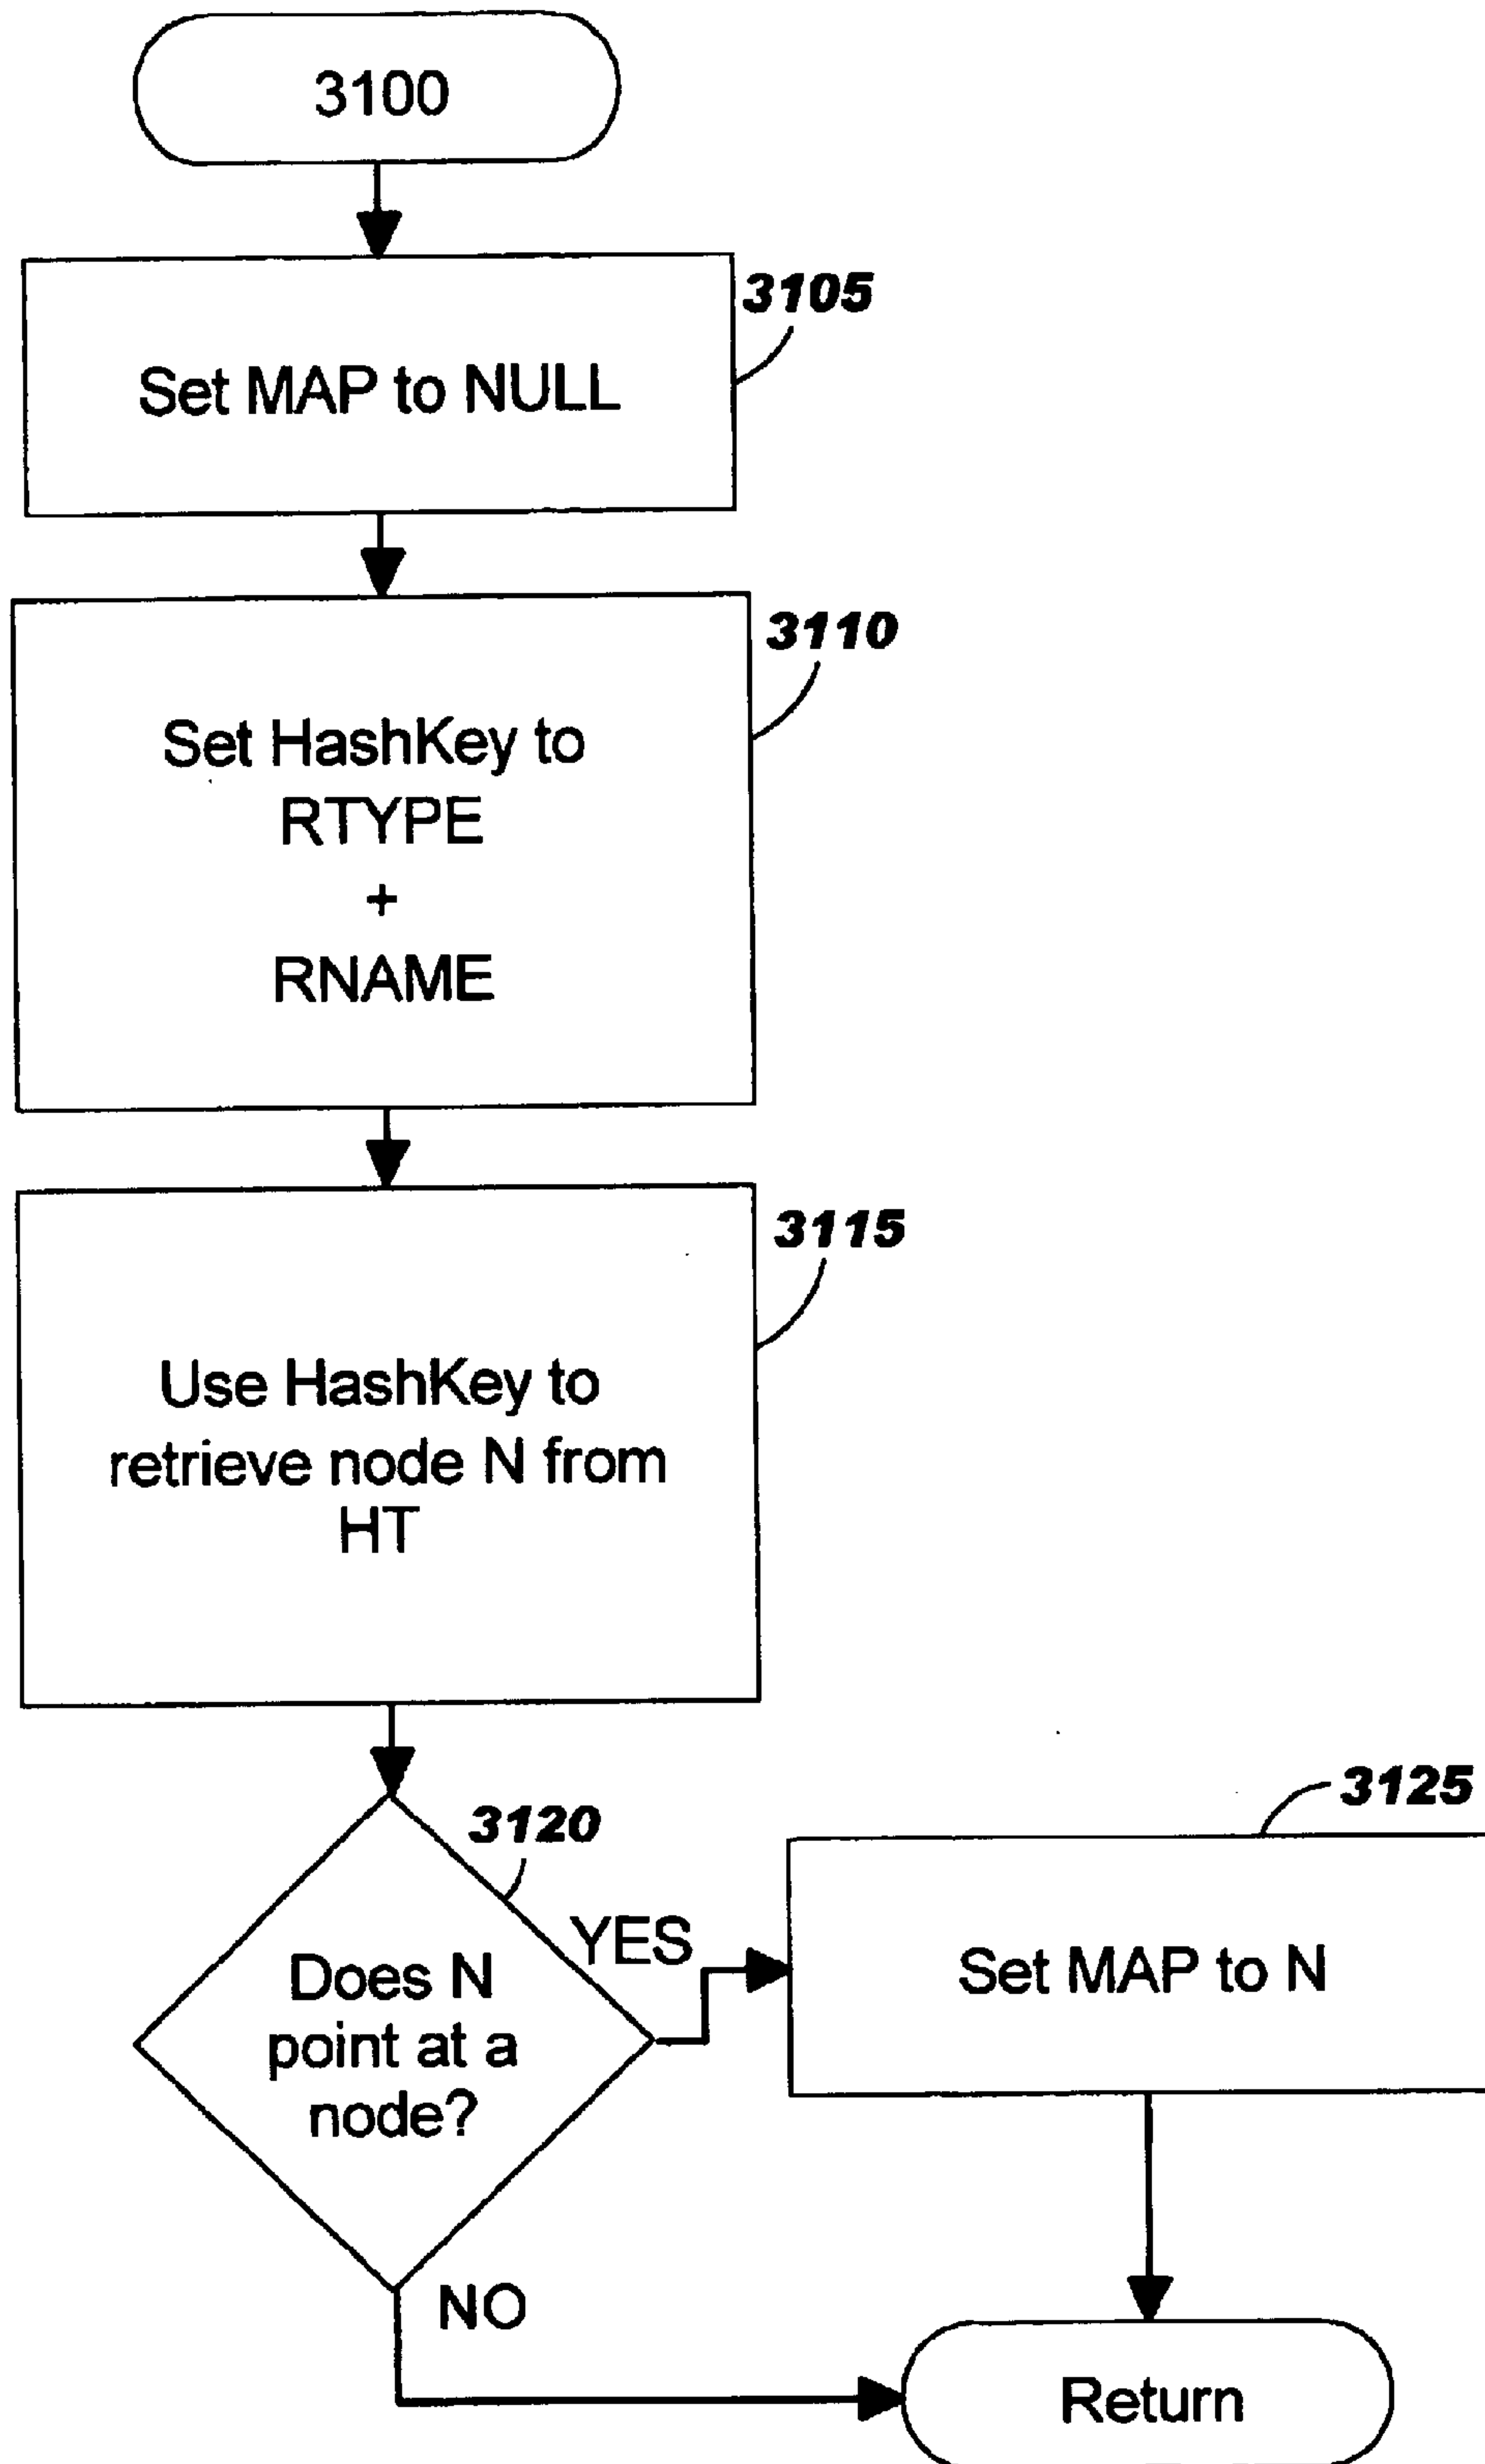 3100
3105
Set MAP to NULL
3110
Set HashKey to
RTYPE
+
RNAME
3115
Use HashKey to
retrieve node N from
HT
3120
YES
Does N
point at a
node?
NO
3125
Set MAP to N
Return